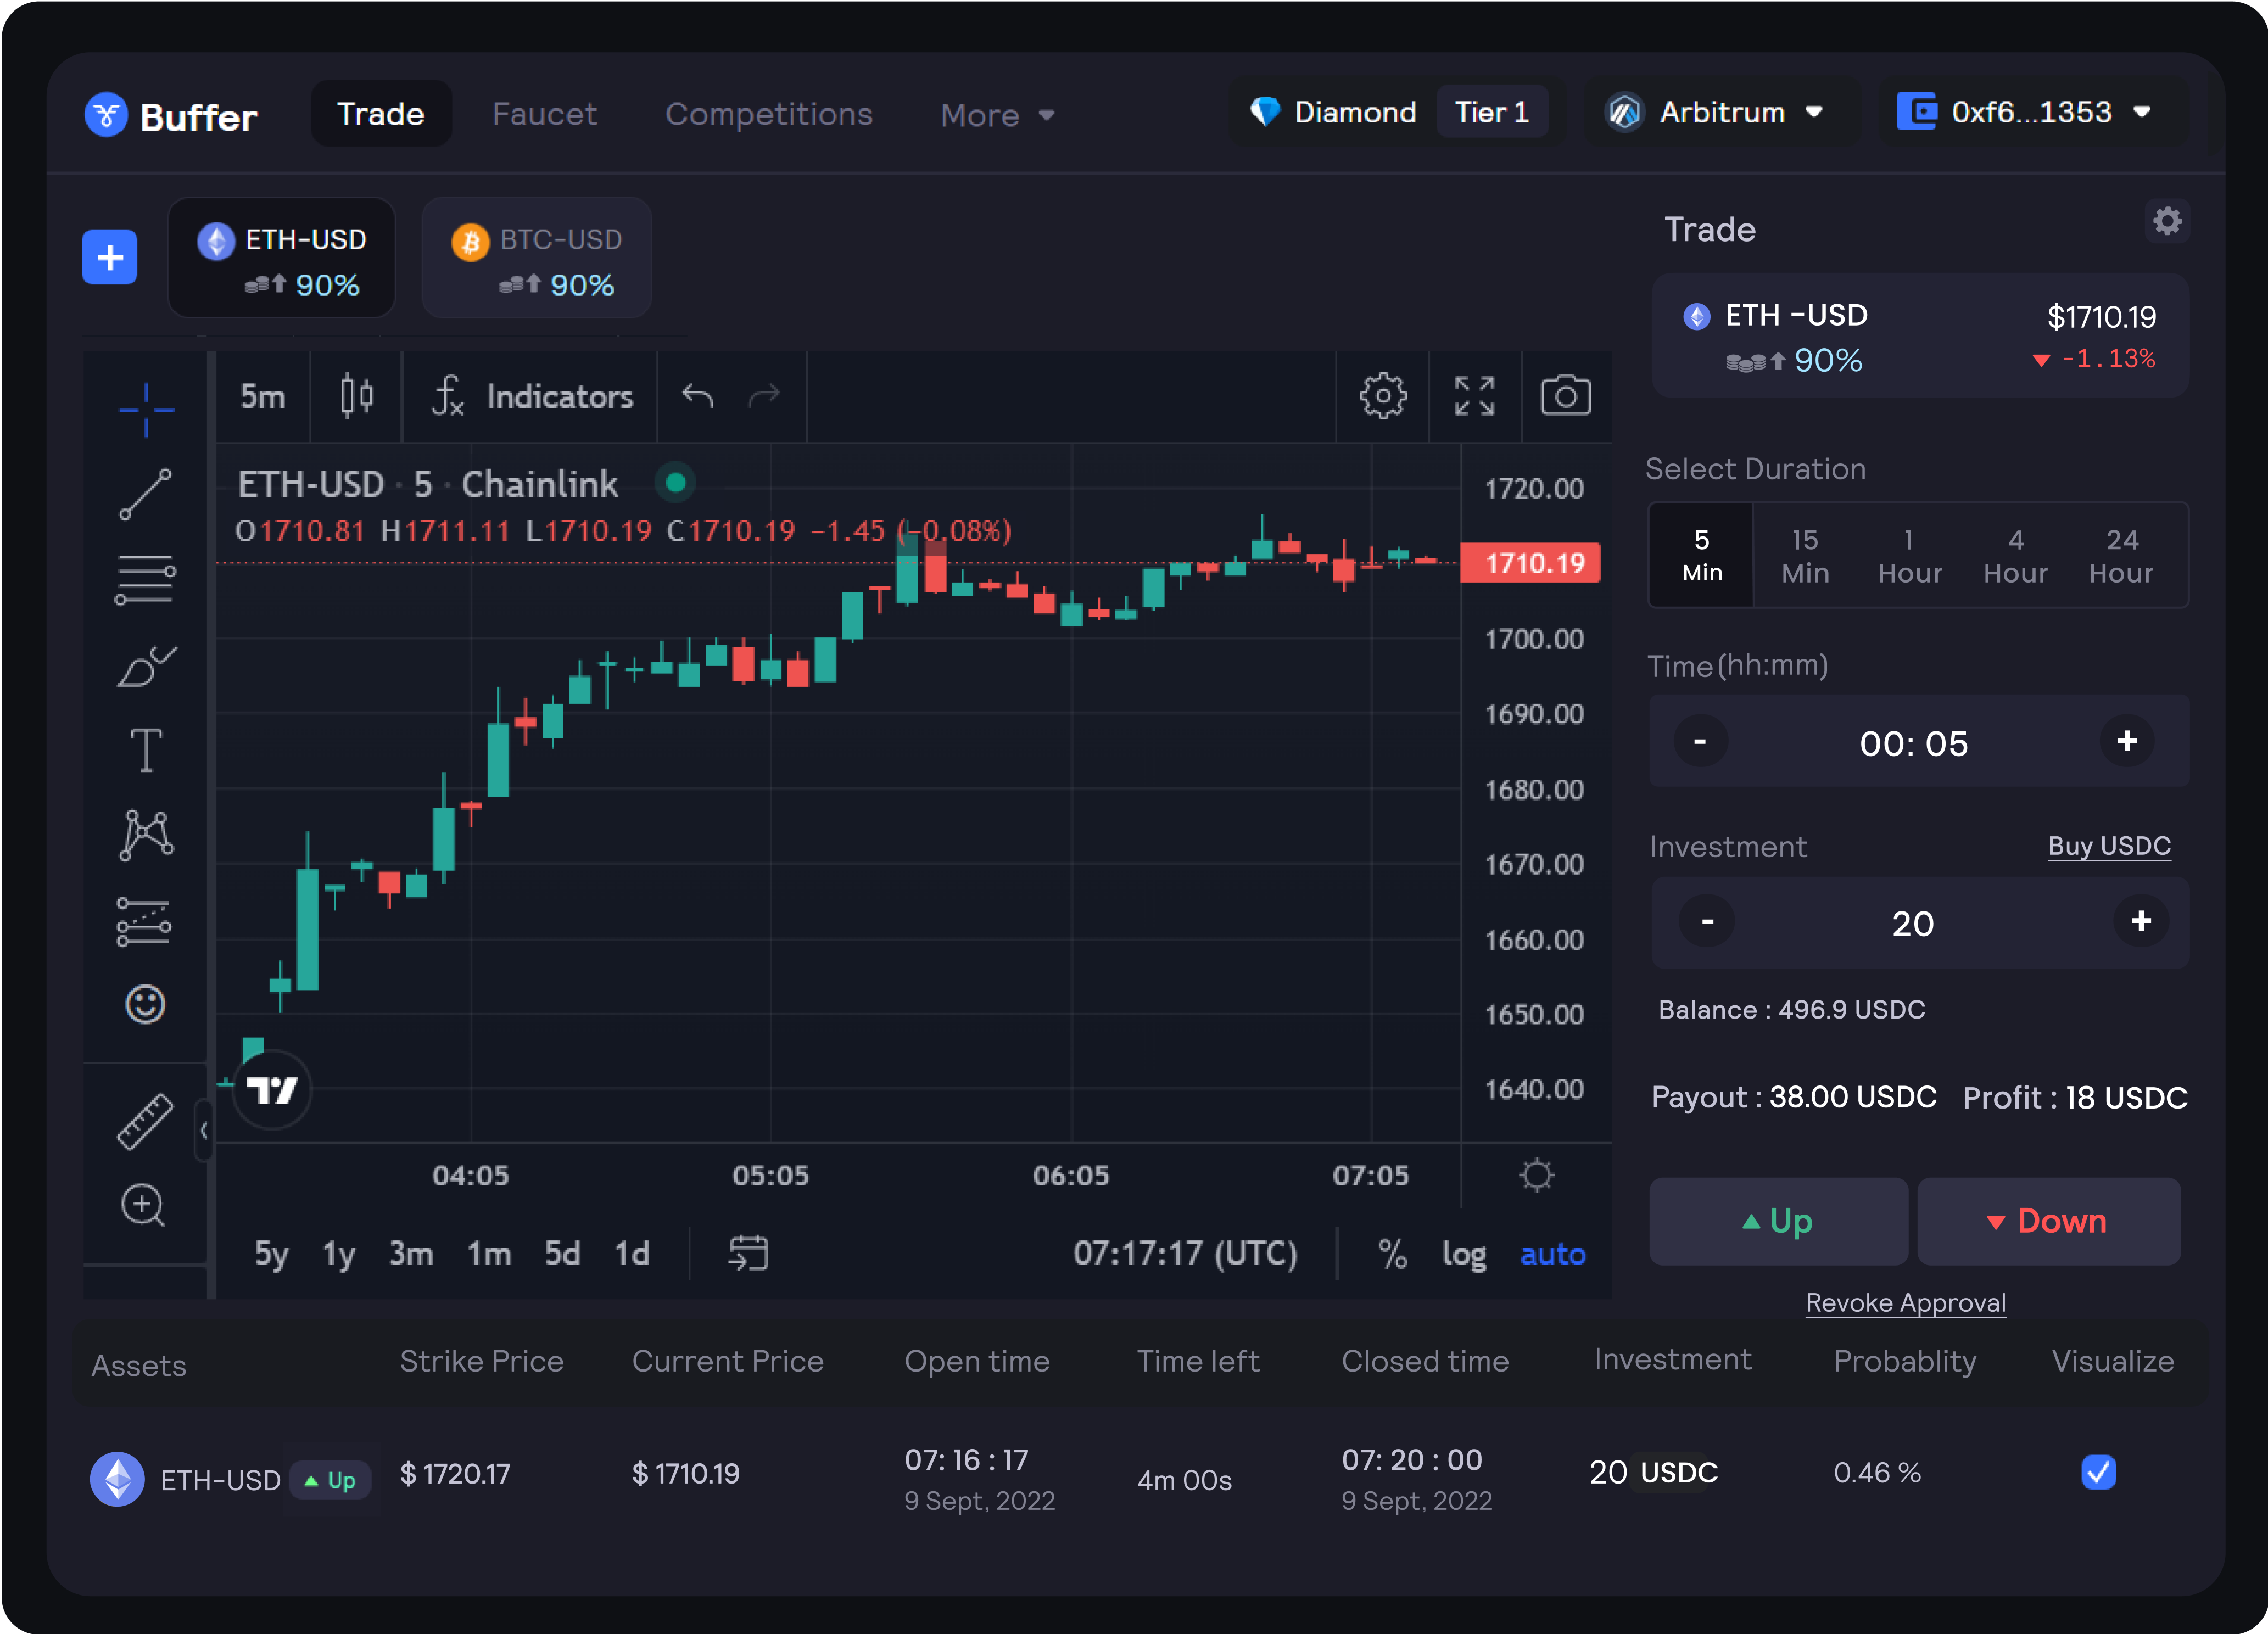 Buffer Trade Faucet Competitions More Diamond Tier 1 Arbitrum 0xf6...1353
ETH-USD BTC-USD
90% 90%
5m Indicators
ETH-USD · 5 · Chainlink
O1710.81 H1711.11 L1710.19 C1710.19 −1.45 (−0.08%)
1720.00
1710.19
1700.00
1690.00
1680.00
1670.00
1660.00
1650.00
1640.00
04:05 05:05 06:05 07:05
5y 1y 3m 1m 5d 1d 07:17:17 (UTC) % log auto
Trade
ETH -USD $1710.19
90% -1.13%
Select Duration
5 15 1 4 24
Min Min Hour Hour Hour
Time(hh:mm)
- 00: 05 +
Investment Buy USDC
- 20 +
Balance : 496.9 USDC
Payout : 38.00 USDC Profit : 18 USDC
Up Down
Revoke Approval
Assets Strike Price Current Price Open time Time left Closed time Investment Probablity Visualize
ETH-USD Up $ 1720.17 $ 1710.19 07: 16 : 17 4m 00s 07: 20 : 00 20 USDC 0.46 %
9 Sept, 2022 9 Sept, 2022